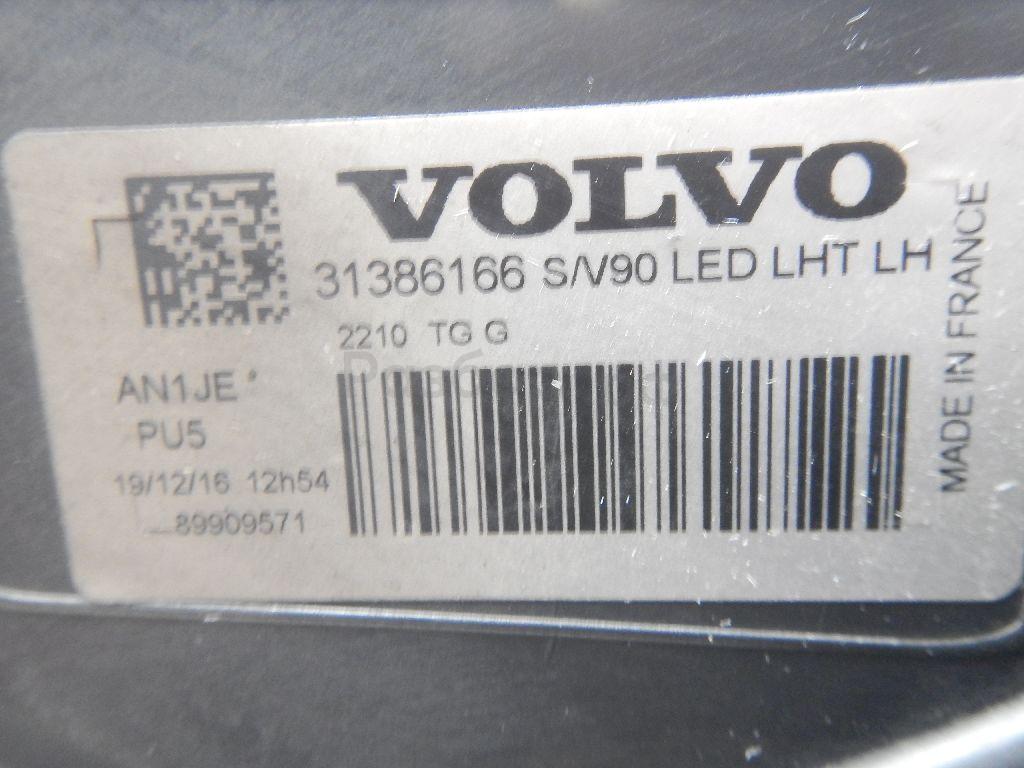 VOLVO
31386166 S/V90 LED LHT LH
2210 TG G
AN1JE *
PU5
19/12/16 12h54
89909571
MADE IN FRANCE